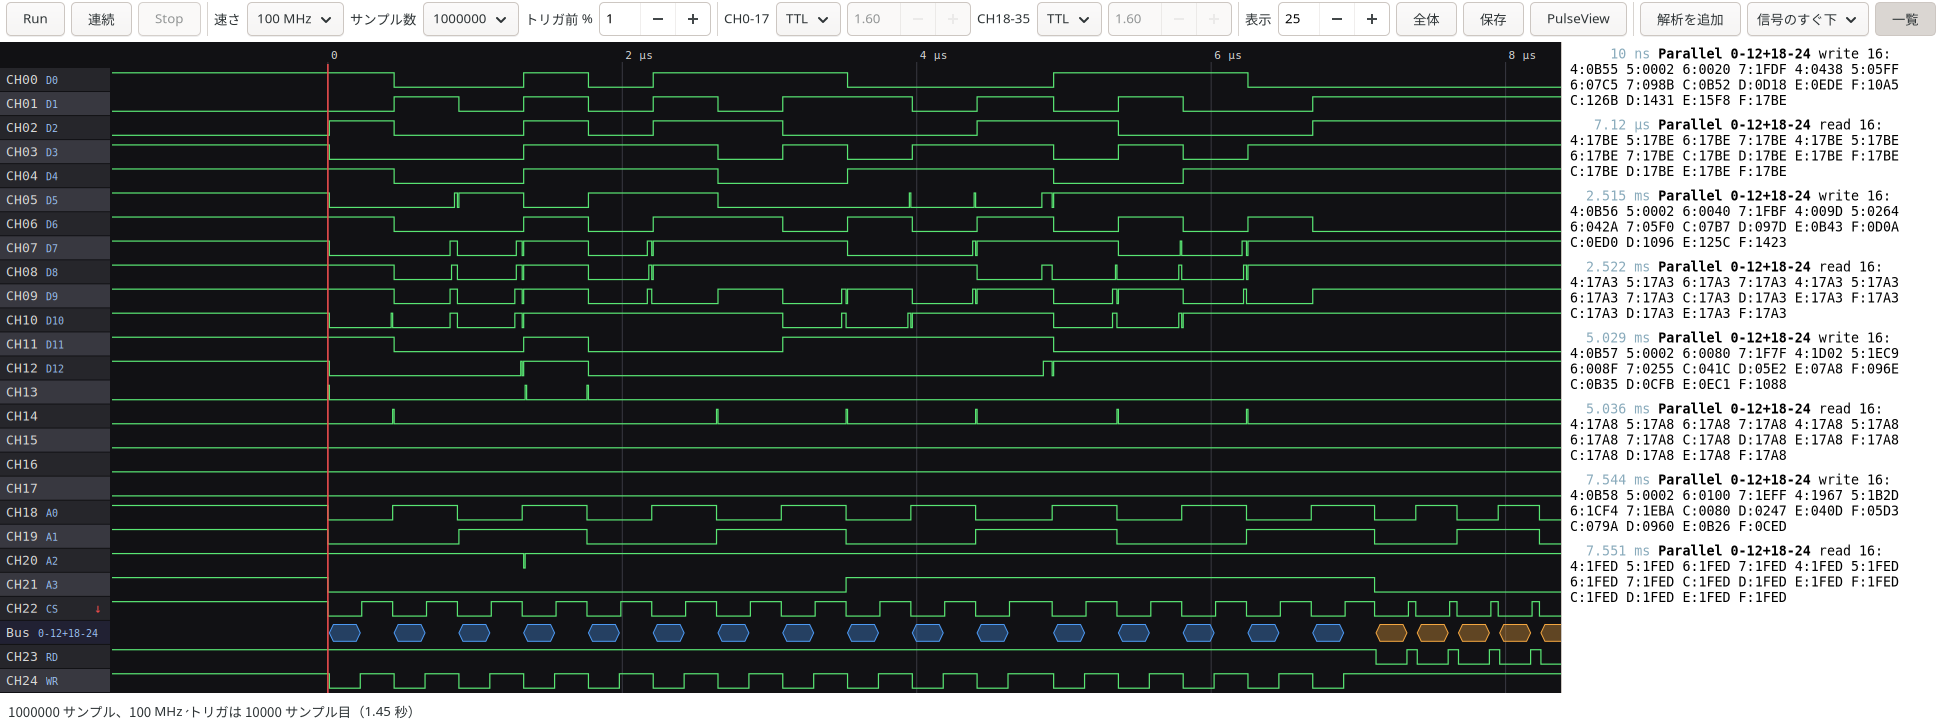 Run 連続 Stop 速さ 100 MHz サンプル数 1000000 トリガ前 % 1 − + CH0-17 TTL 1.60 − + CH18-35 TTL 1.60 − + 表示 25 − + 全体 保存 PulseView 解析を追加 信号のすぐ下 一覧
0 2 µs 4 µs 6 µs 8 µs
CH00 D0
CH01 D1
CH02 D2
CH03 D3
CH04 D4
CH05 D5
CH06 D6
CH07 D7
CH08 D8
CH09 D9
CH10 D10
CH11 D11
CH12 D12
CH13
CH14
CH15
CH16
CH17
CH18 A0
CH19 A1
CH20 A2
CH21 A3
CH22 CS ↓
Bus 0-12+18-24
CH23 RD
CH24 WR
10 ns Parallel 0-12+18-24 write 16:
4:0B55 5:0002 6:0020 7:1FDF 4:0438 5:05FF
6:07C5 7:098B C:0B52 D:0D18 E:0EDE F:10A5
C:126B D:1431 E:15F8 F:17BE
7.12 µs Parallel 0-12+18-24 read 16:
4:17BE 5:17BE 6:17BE 7:17BE 4:17BE 5:17BE
6:17BE 7:17BE C:17BE D:17BE E:17BE F:17BE
C:17BE D:17BE E:17BE F:17BE
2.515 ms Parallel 0-12+18-24 write 16:
4:0B56 5:0002 6:0040 7:1FBF 4:009D 5:0264
6:042A 7:05F0 C:07B7 D:097D E:0B43 F:0D0A
C:0ED0 D:1096 E:125C F:1423
2.522 ms Parallel 0-12+18-24 read 16:
4:17A3 5:17A3 6:17A3 7:17A3 4:17A3 5:17A3
6:17A3 7:17A3 C:17A3 D:17A3 E:17A3 F:17A3
C:17A3 D:17A3 E:17A3 F:17A3
5.029 ms Parallel 0-12+18-24 write 16:
4:0B57 5:0002 6:0080 7:1F7F 4:1D02 5:1EC9
6:008F 7:0255 C:041C D:05E2 E:07A8 F:096E
C:0B35 D:0CFB E:0EC1 F:1088
5.036 ms Parallel 0-12+18-24 read 16:
4:17A8 5:17A8 6:17A8 7:17A8 4:17A8 5:17A8
6:17A8 7:17A8 C:17A8 D:17A8 E:17A8 F:17A8
C:17A8 D:17A8 E:17A8 F:17A8
7.544 ms Parallel 0-12+18-24 write 16:
4:0B58 5:0002 6:0100 7:1EFF 4:1967 5:1B2D
6:1CF4 7:1EBA C:0080 D:0247 E:040D F:05D3
C:079A D:0960 E:0B26 F:0CED
7.551 ms Parallel 0-12+18-24 read 16:
4:1FED 5:1FED 6:1FED 7:1FED 4:1FED 5:1FED
6:1FED 7:1FED C:1FED D:1FED E:1FED F:1FED
C:1FED D:1FED E:1FED F:1FED
1000000 サンプル、100 MHz・トリガは 10000 サンプル目（1.45 秒）